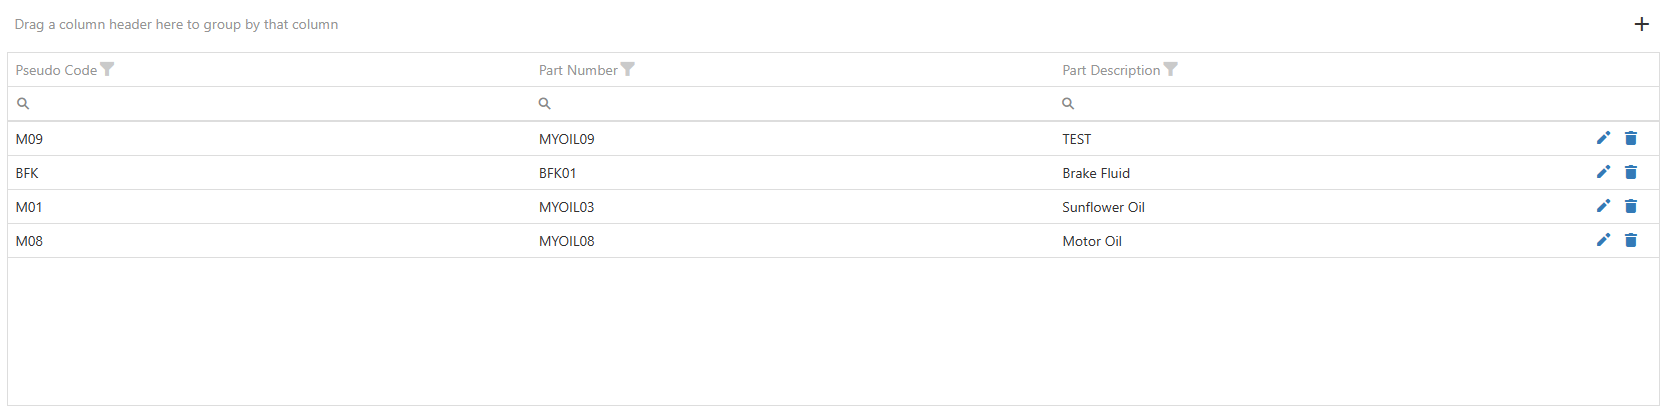 Drag a column header here to group by that column
Pseudo Code Part Number Part Description
M09 MYOIL09 TEST
BFK BFK01 Brake Fluid
M01 MYOIL03 Sunflower Oil
M08 MYOIL08 Motor Oil